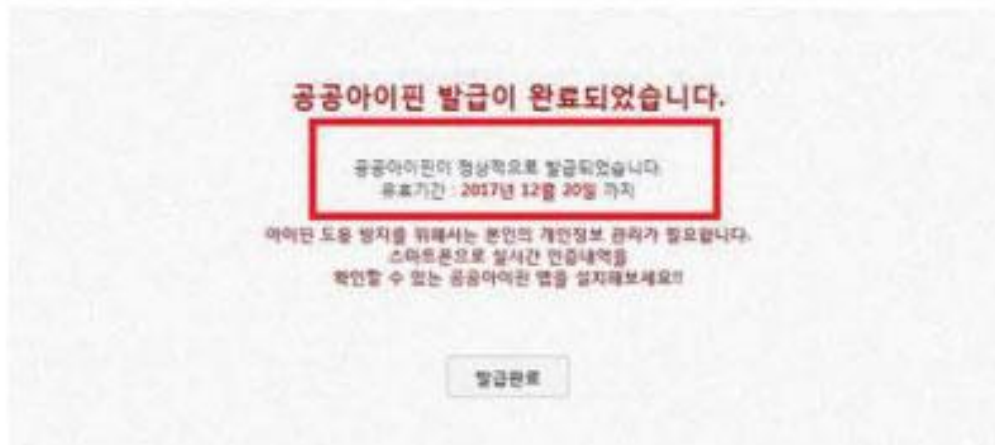 공공아이핀 발급이 완료되었습니다.
공공아이핀이 정상적으로 발급되었습니다.
유효기간 : 2017년 12월 20일 까지
아이핀 도용 방지를 위해서는 본인의 개인정보 관리가 필요합니다.
스마트폰으로 실시간 인증내역을
확인할 수 있는 공공아이핀 앱을 설치해보세요!!
발급완료